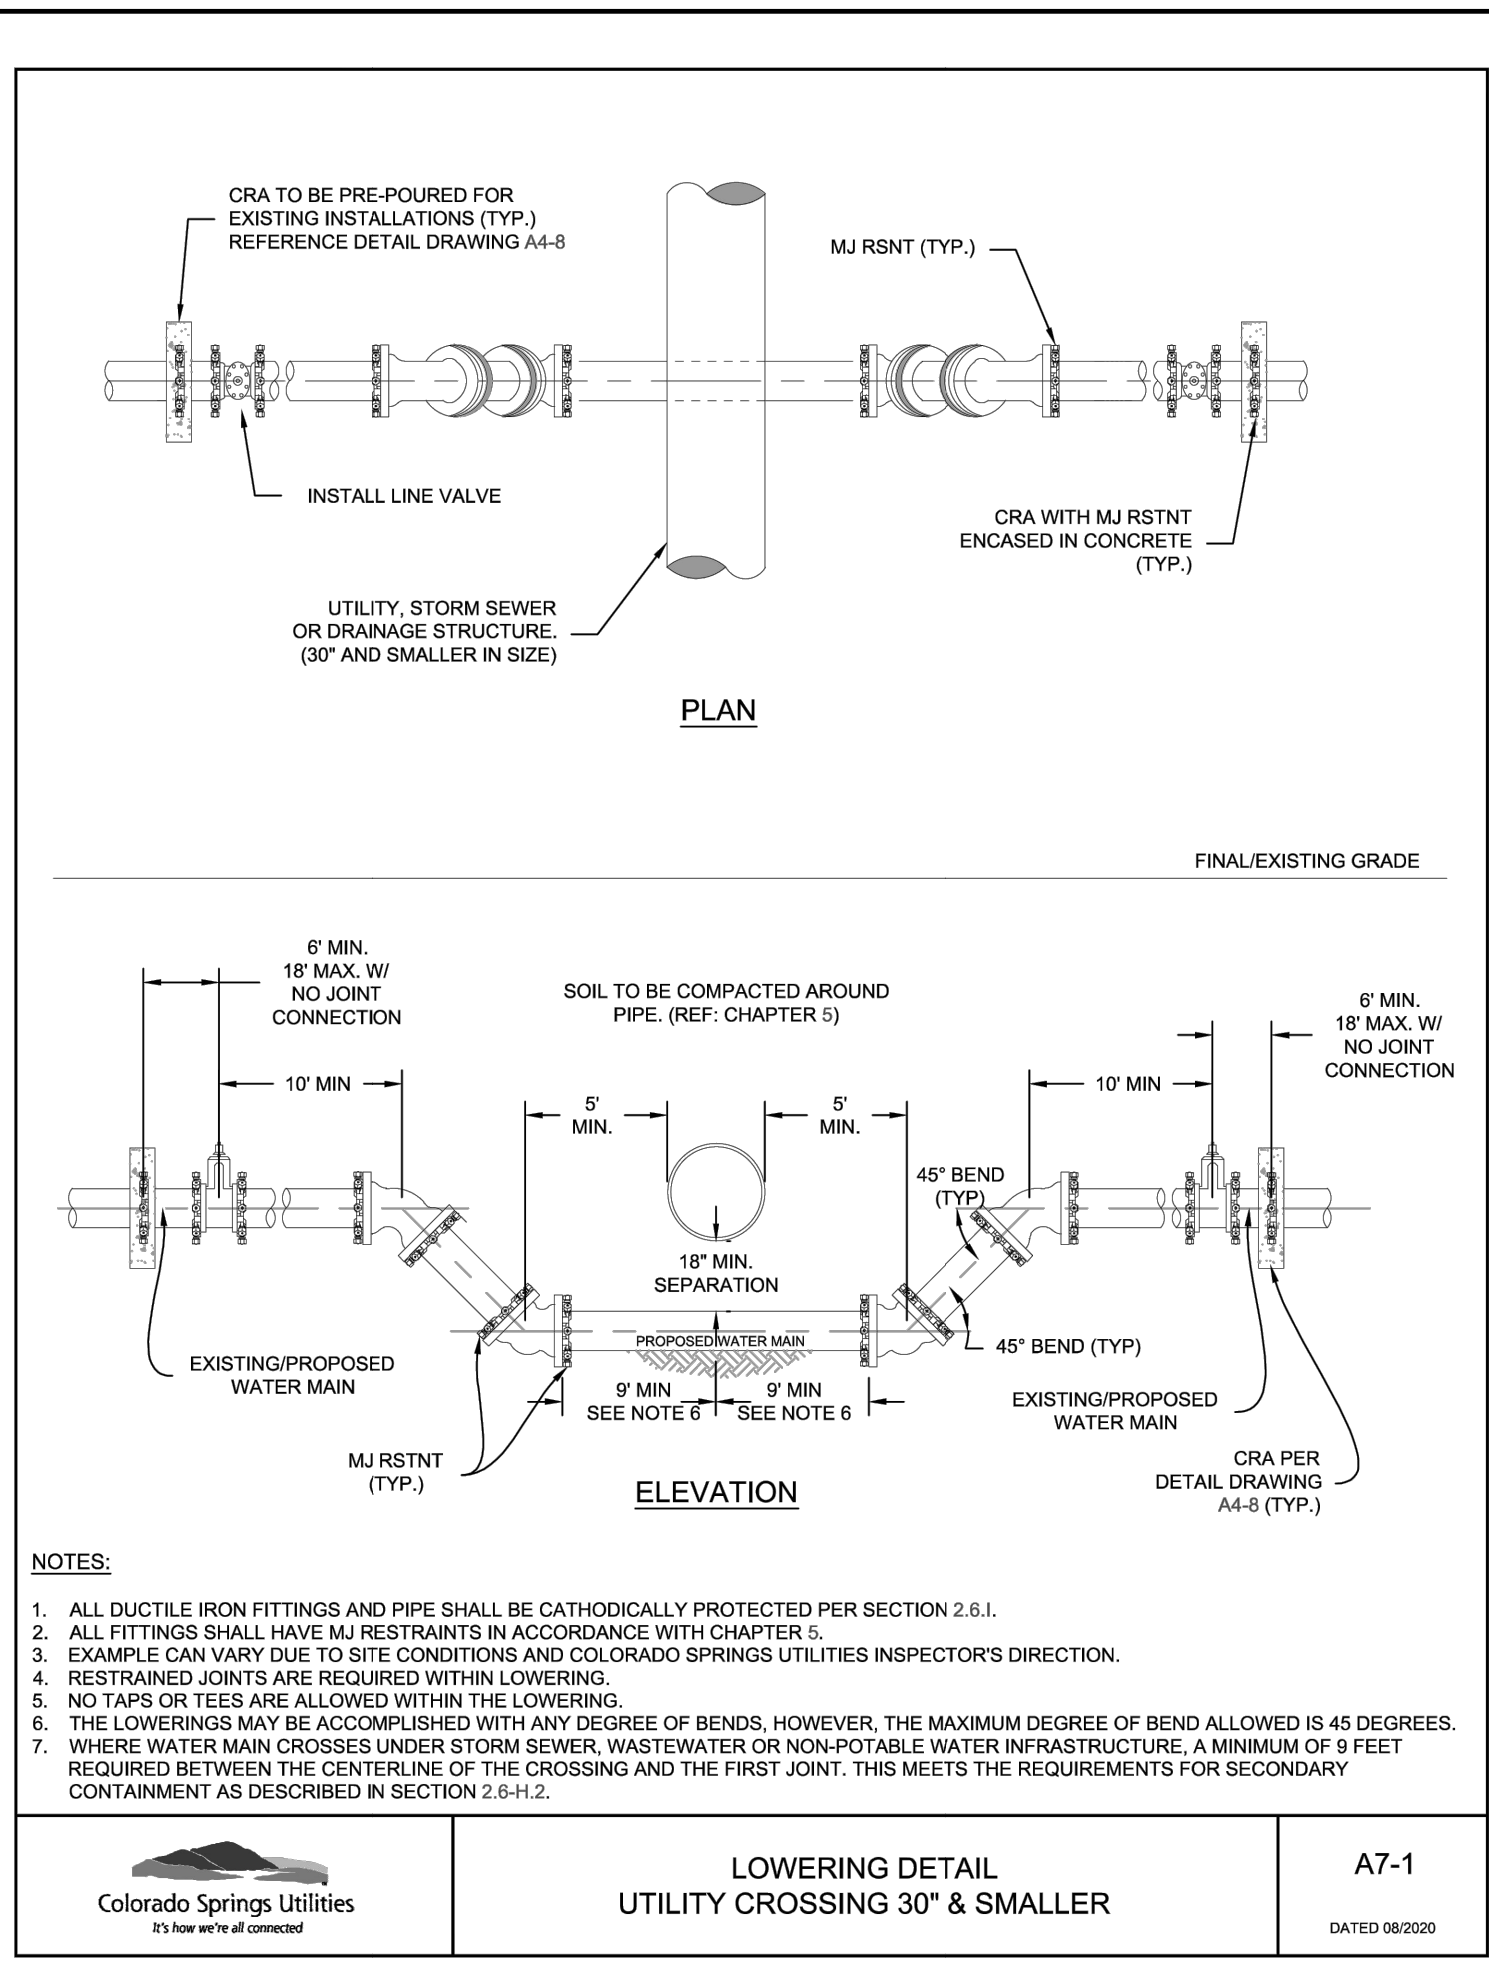 CRA TO BE PRE-POURED FOR
EXISTING INSTALLATIONS (TYP.)
REFERENCE DETAIL DRAWING A4-8
MJ RSNT (TYP.)
INSTALL LINE VALVE
CRA WITH MJ RSTNT
ENCASED IN CONCRETE
(TYP.)
UTILITY, STORM SEWER
OR DRAINAGE STRUCTURE.
(30" AND SMALLER IN SIZE)
PLAN
FINAL/EXISTING GRADE
6' MIN.
18' MAX. W/
NO JOINT
CONNECTION
SOIL TO BE COMPACTED AROUND
PIPE. (REF: CHAPTER 5)
6' MIN.
18' MAX. W/
NO JOINT
CONNECTION
10' MIN
10' MIN
5'
MIN.
5'
MIN.
45° BEND
(TYP)
18" MIN.
SEPARATION
PROPOSED WATER MAIN
45° BEND (TYP)
EXISTING/PROPOSED
WATER MAIN
9' MIN
SEE NOTE 6
9' MIN
SEE NOTE 6
EXISTING/PROPOSED
WATER MAIN
MJ RSTNT
(TYP.)
CRA PER
DETAIL DRAWING
A4-8 (TYP.)
ELEVATION
NOTES:
1. ALL DUCTILE IRON FITTINGS AND PIPE SHALL BE CATHODICALLY PROTECTED PER SECTION 2.6.I.
2. ALL FITTINGS SHALL HAVE MJ RESTRAINTS IN ACCORDANCE WITH CHAPTER 5.
3. EXAMPLE CAN VARY DUE TO SITE CONDITIONS AND COLORADO SPRINGS UTILITIES INSPECTOR'S DIRECTION.
4. RESTRAINED JOINTS ARE REQUIRED WITHIN LOWERING.
5. NO TAPS OR TEES ARE ALLOWED WITHIN THE LOWERING.
6. THE LOWERINGS MAY BE ACCOMPLISHED WITH ANY DEGREE OF BENDS, HOWEVER, THE MAXIMUM DEGREE OF BEND ALLOWED IS 45 DEGREES.
7. WHERE WATER MAIN CROSSES UNDER STORM SEWER, WASTEWATER OR NON-POTABLE WATER INFRASTRUCTURE, A MINIMUM OF 9 FEET
REQUIRED BETWEEN THE CENTERLINE OF THE CROSSING AND THE FIRST JOINT. THIS MEETS THE REQUIREMENTS FOR SECONDARY
CONTAINMENT AS DESCRIBED IN SECTION 2.6-H.2.
Colorado Springs Utilities
It's how we're all connected
LOWERING DETAIL
UTILITY CROSSING 30" & SMALLER
A7-1
DATED 08/2020